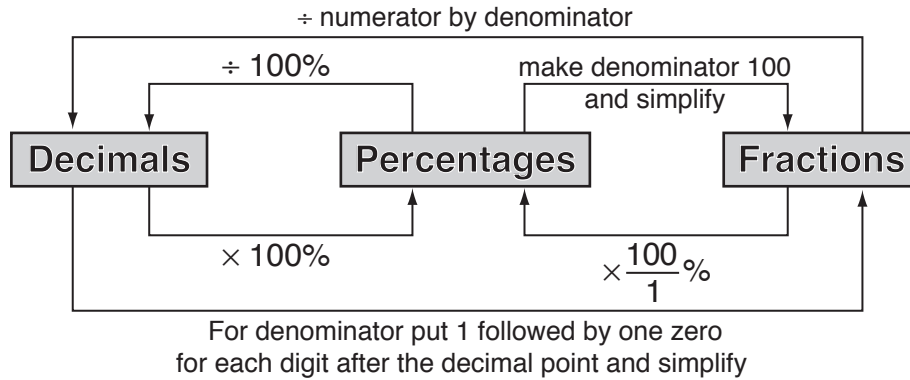 ÷ numerator by denominator
÷ 100%
make denominator 100
and simplify
Decimals
Percentages
Fractions
× 100%
× 100/1 %
For denominator put 1 followed by one zero
for each digit after the decimal point and simplify